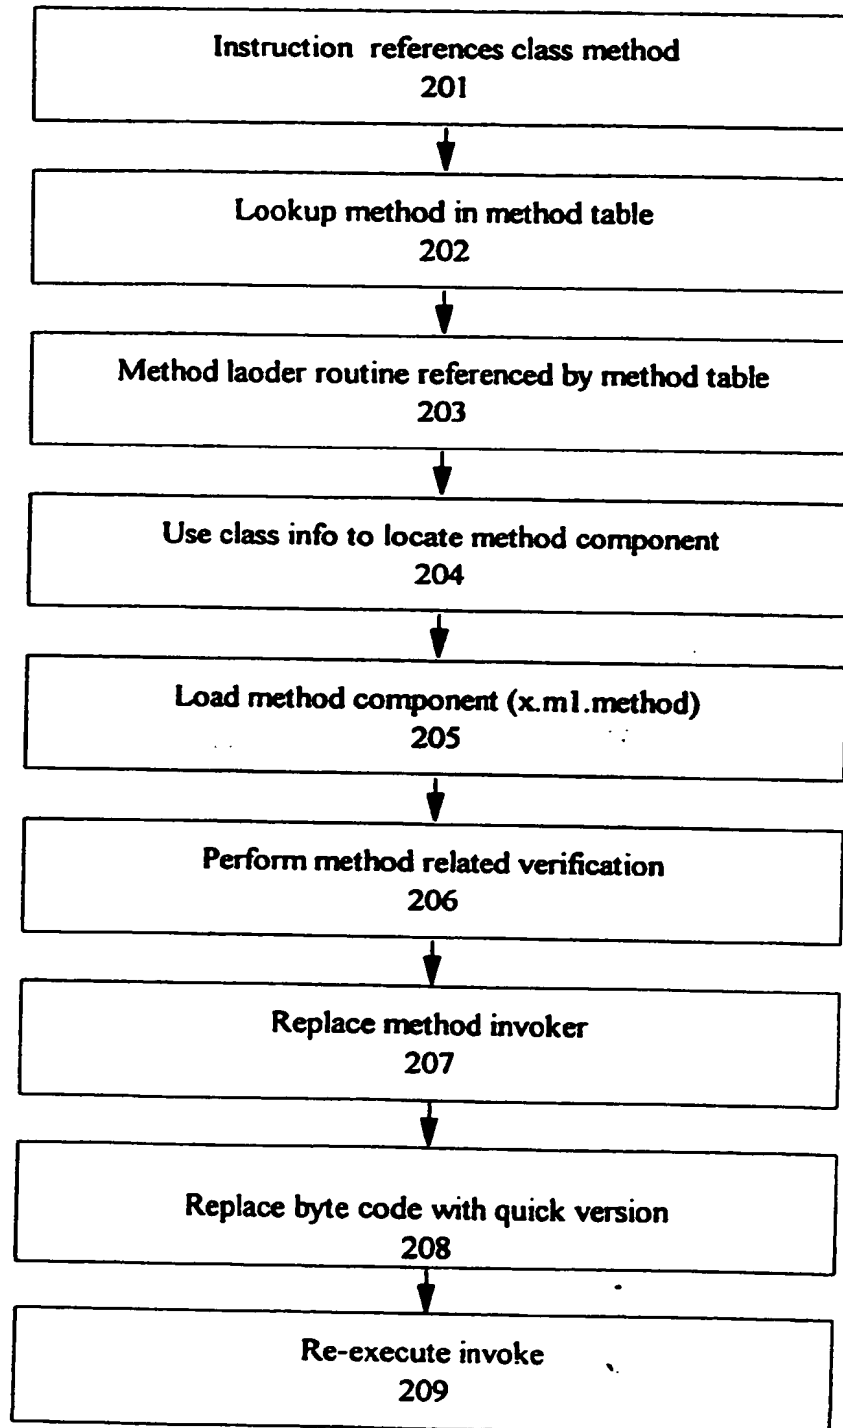 Instruction references class method
201
Lookup method in method table
202
Method laoder routine referenced by method table
203
Use class info to locate method component
204
Load method component (x.m1.method)
205
Perform method related verification
206
Replace method invoker
207
Replace byte code with quick version
208
Re-execute invoke
209